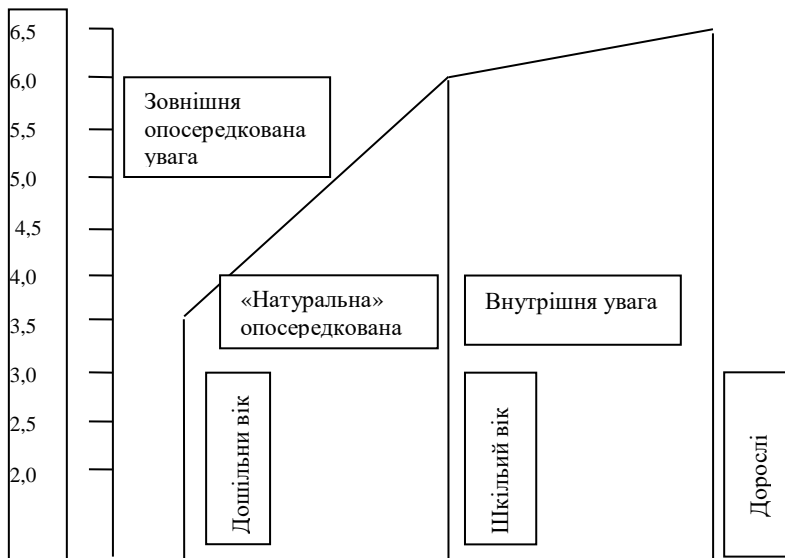 6,5
6,0
5,5
5,0
4,5
4,0
3,5
3,0
2,5
2,0
Зовнішня
опосередкована
увага
«Натуральна»
опосередкована
Внутрішня увага
Дошільни вік
Шкільий вік
Дорослі